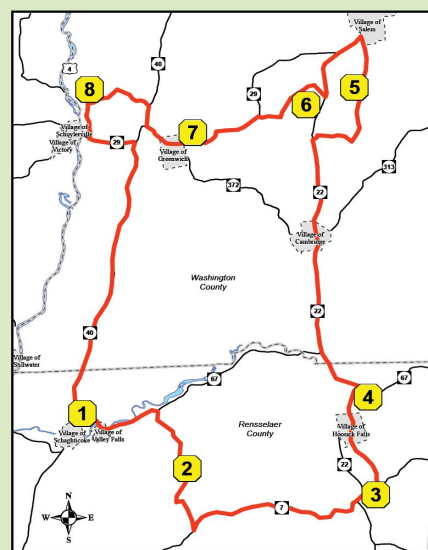 Village of
Salem
4
40
29
8
6
5
Village of
Schuylerville
Village of
Victory
29
7
Village of
Greenwich
372
22
313
Village of
Cambridge
Washington
County
40
22
Village of
Stillwater
67
67
1
4
Village of
Schaghticoke
Village of
Valley Falls
Rensselaer
County
Village of
Hoosick Falls
2
22
3
7
N
W
E
S